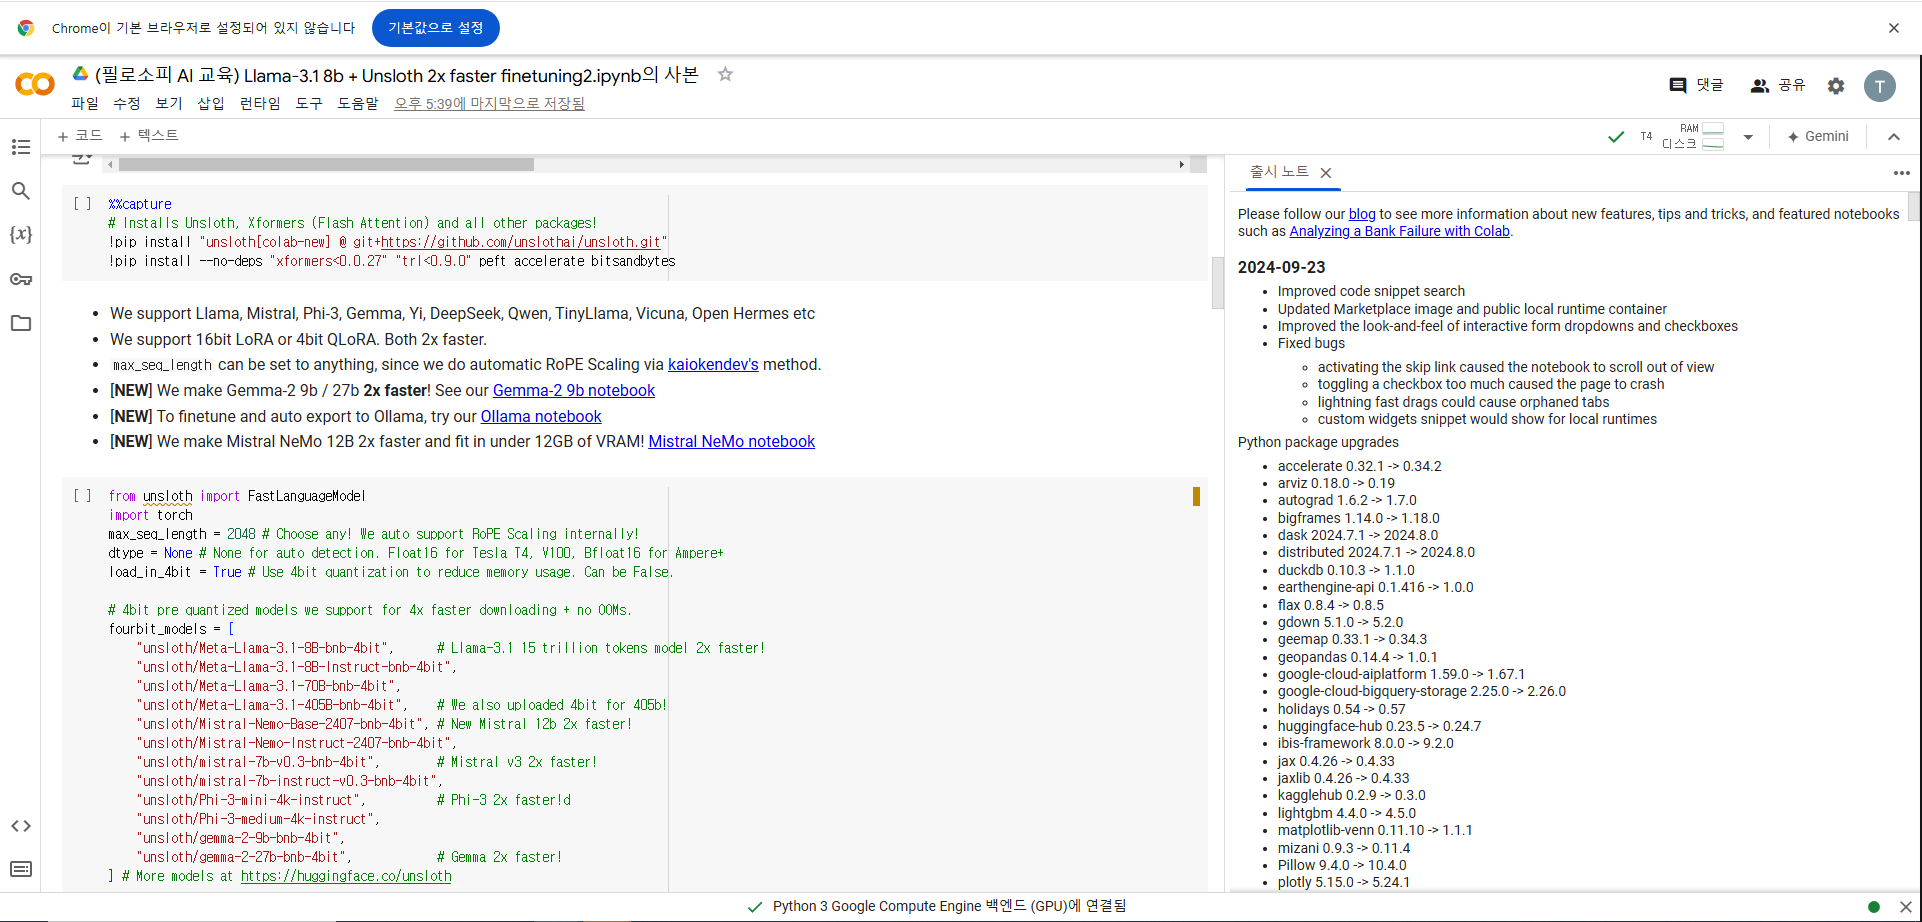 Chrome이 기본 브라우저로 설정되어 있지 않습니다 기본값으로 설정
(필로소피 AI 교육) Llama-3.1 8b + Unsloth 2x faster finetuning2.ipynb의 사본
파일 수정 보기 삽입 런타임 도구 도움말 오후 5:39에 마지막으로 저장됨
댓글 공유 T
+ 코드 + 텍스트
T4 RAM 디스크 Gemini
[ ] %%capture
# Installs Unsloth, Xformers (Flash Attention) and all other packages!
!pip install "unsloth[colab-new] @ git+https://github.com/unslothai/unsloth.git"
!pip install --no-deps "xformers<0.0.27" "trl<0.9.0" peft accelerate bitsandbytes
• We support Llama, Mistral, Phi-3, Gemma, Yi, DeepSeek, Qwen, TinyLlama, Vicuna, Open Hermes etc
• We support 16bit LoRA or 4bit QLoRA. Both 2x faster.
• max_seq_length can be set to anything, since we do automatic RoPE Scaling via kaiokendev's method.
• [NEW] We make Gemma-2 9b / 27b 2x faster! See our Gemma-2 9b notebook
• [NEW] To finetune and auto export to Ollama, try our Ollama notebook
• [NEW] We make Mistral NeMo 12B 2x faster and fit in under 12GB of VRAM! Mistral NeMo notebook
[ ] from unsloth import FastLanguageModel
import torch
max_seq_length = 2048 # Choose any! We auto support RoPE Scaling internally!
dtype = None # None for auto detection. Float16 for Tesla T4, V100, Bfloat16 for Ampere+
load_in_4bit = True # Use 4bit quantization to reduce memory usage. Can be False.
# 4bit pre quantized models we support for 4x faster downloading + no OOMs.
fourbit_models = [
"unsloth/Meta-Llama-3.1-8B-bnb-4bit", # Llama-3.1 15 trillion tokens model 2x faster!
"unsloth/Meta-Llama-3.1-8B-Instruct-bnb-4bit",
"unsloth/Meta-Llama-3.1-70B-bnb-4bit",
"unsloth/Meta-Llama-3.1-405B-bnb-4bit", # We also uploaded 4bit for 405b!
"unsloth/Mistral-Nemo-Base-2407-bnb-4bit", # New Mistral 12b 2x faster!
"unsloth/Mistral-Nemo-Instruct-2407-bnb-4bit",
"unsloth/mistral-7b-v0.3-bnb-4bit", # Mistral v3 2x faster!
"unsloth/mistral-7b-instruct-v0.3-bnb-4bit",
"unsloth/Phi-3-mini-4k-instruct", # Phi-3 2x faster!d
"unsloth/Phi-3-medium-4k-instruct",
"unsloth/gemma-2-9b-bnb-4bit",
"unsloth/gemma-2-27b-bnb-4bit", # Gemma 2x faster!
] # More models at https://huggingface.co/unsloth
출시 노트
Please follow our blog to see more information about new features, tips and tricks, and featured notebooks
such as Analyzing a Bank Failure with Colab.
2024-09-23
• Improved code snippet search
• Updated Marketplace image and public local runtime container
• Improved the look-and-feel of interactive form dropdowns and checkboxes
• Fixed bugs
activating the skip link caused the notebook to scroll out of view
toggling a checkbox too much caused the page to crash
lightning fast drags could cause orphaned tabs
custom widgets snippet would show for local runtimes
Python package upgrades
• accelerate 0.32.1 -> 0.34.2
• arviz 0.18.0 -> 0.19
• autograd 1.6.2 -> 1.7.0
• bigframes 1.14.0 -> 1.18.0
• dask 2024.7.1 -> 2024.8.0
• distributed 2024.7.1 -> 2024.8.0
• duckdb 0.10.3 -> 1.1.0
• earthengine-api 0.1.416 -> 1.0.0
• flax 0.8.4 -> 0.8.5
• gdown 5.1.0 -> 5.2.0
• geemap 0.33.1 -> 0.34.3
• geopandas 0.14.4 -> 1.0.1
• google-cloud-aiplatform 1.59.0 -> 1.67.1
• google-cloud-bigquery-storage 2.25.0 -> 2.26.0
• holidays 0.54 -> 0.57
• huggingface-hub 0.23.5 -> 0.24.7
• ibis-framework 8.0.0 -> 9.2.0
• jax 0.4.26 -> 0.4.33
• jaxlib 0.4.26 -> 0.4.33
• kagglehub 0.2.9 -> 0.3.0
• lightgbm 4.4.0 -> 4.5.0
• matplotlib-venn 0.11.10 -> 1.1.1
• mizani 0.9.3 -> 0.11.4
• Pillow 9.4.0 -> 10.4.0
• plotly 5.15.0 -> 5.24.1
Python 3 Google Compute Engine 백엔드 (GPU)에 연결됨